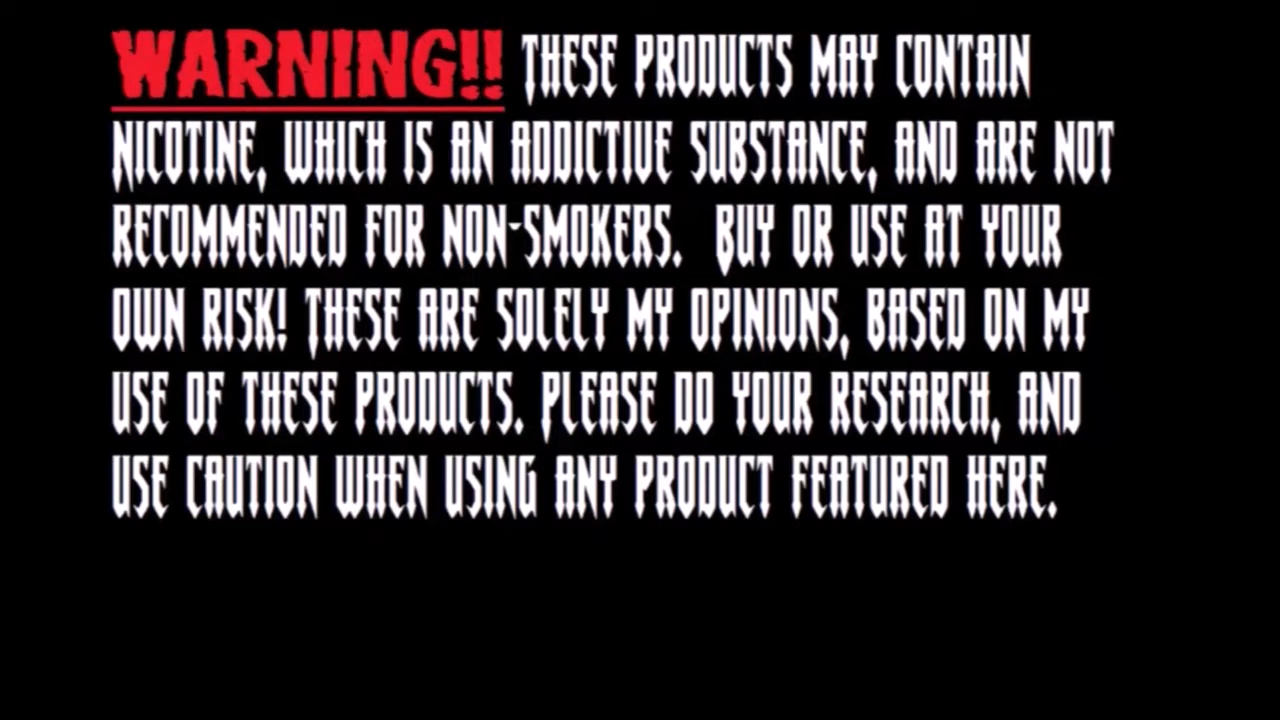 WARNING!! THESE PRODUCTS MAY CONTAIN
NICOTINE, WHICH IS AN ADDICTIVE SUBSTANCE, AND ARE NOT
RECOMMENDED FOR NON-SMOKERS.  BUY OR USE AT YOUR
OWN RISK! THESE ARE SOLELY MY OPINIONS, BASED ON MY
USE OF THESE PRODUCTS. PLEASE DO YOUR RESEARCH, AND
USE CAUTION WHEN USING ANY PRODUCT FEATURED HERE.